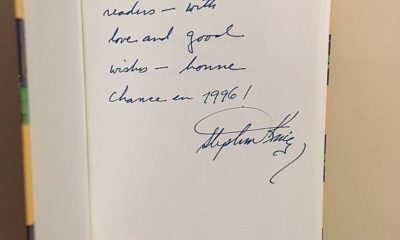 readers — with
love and good
wishes — bonne
chance en 1996!
Stephen King